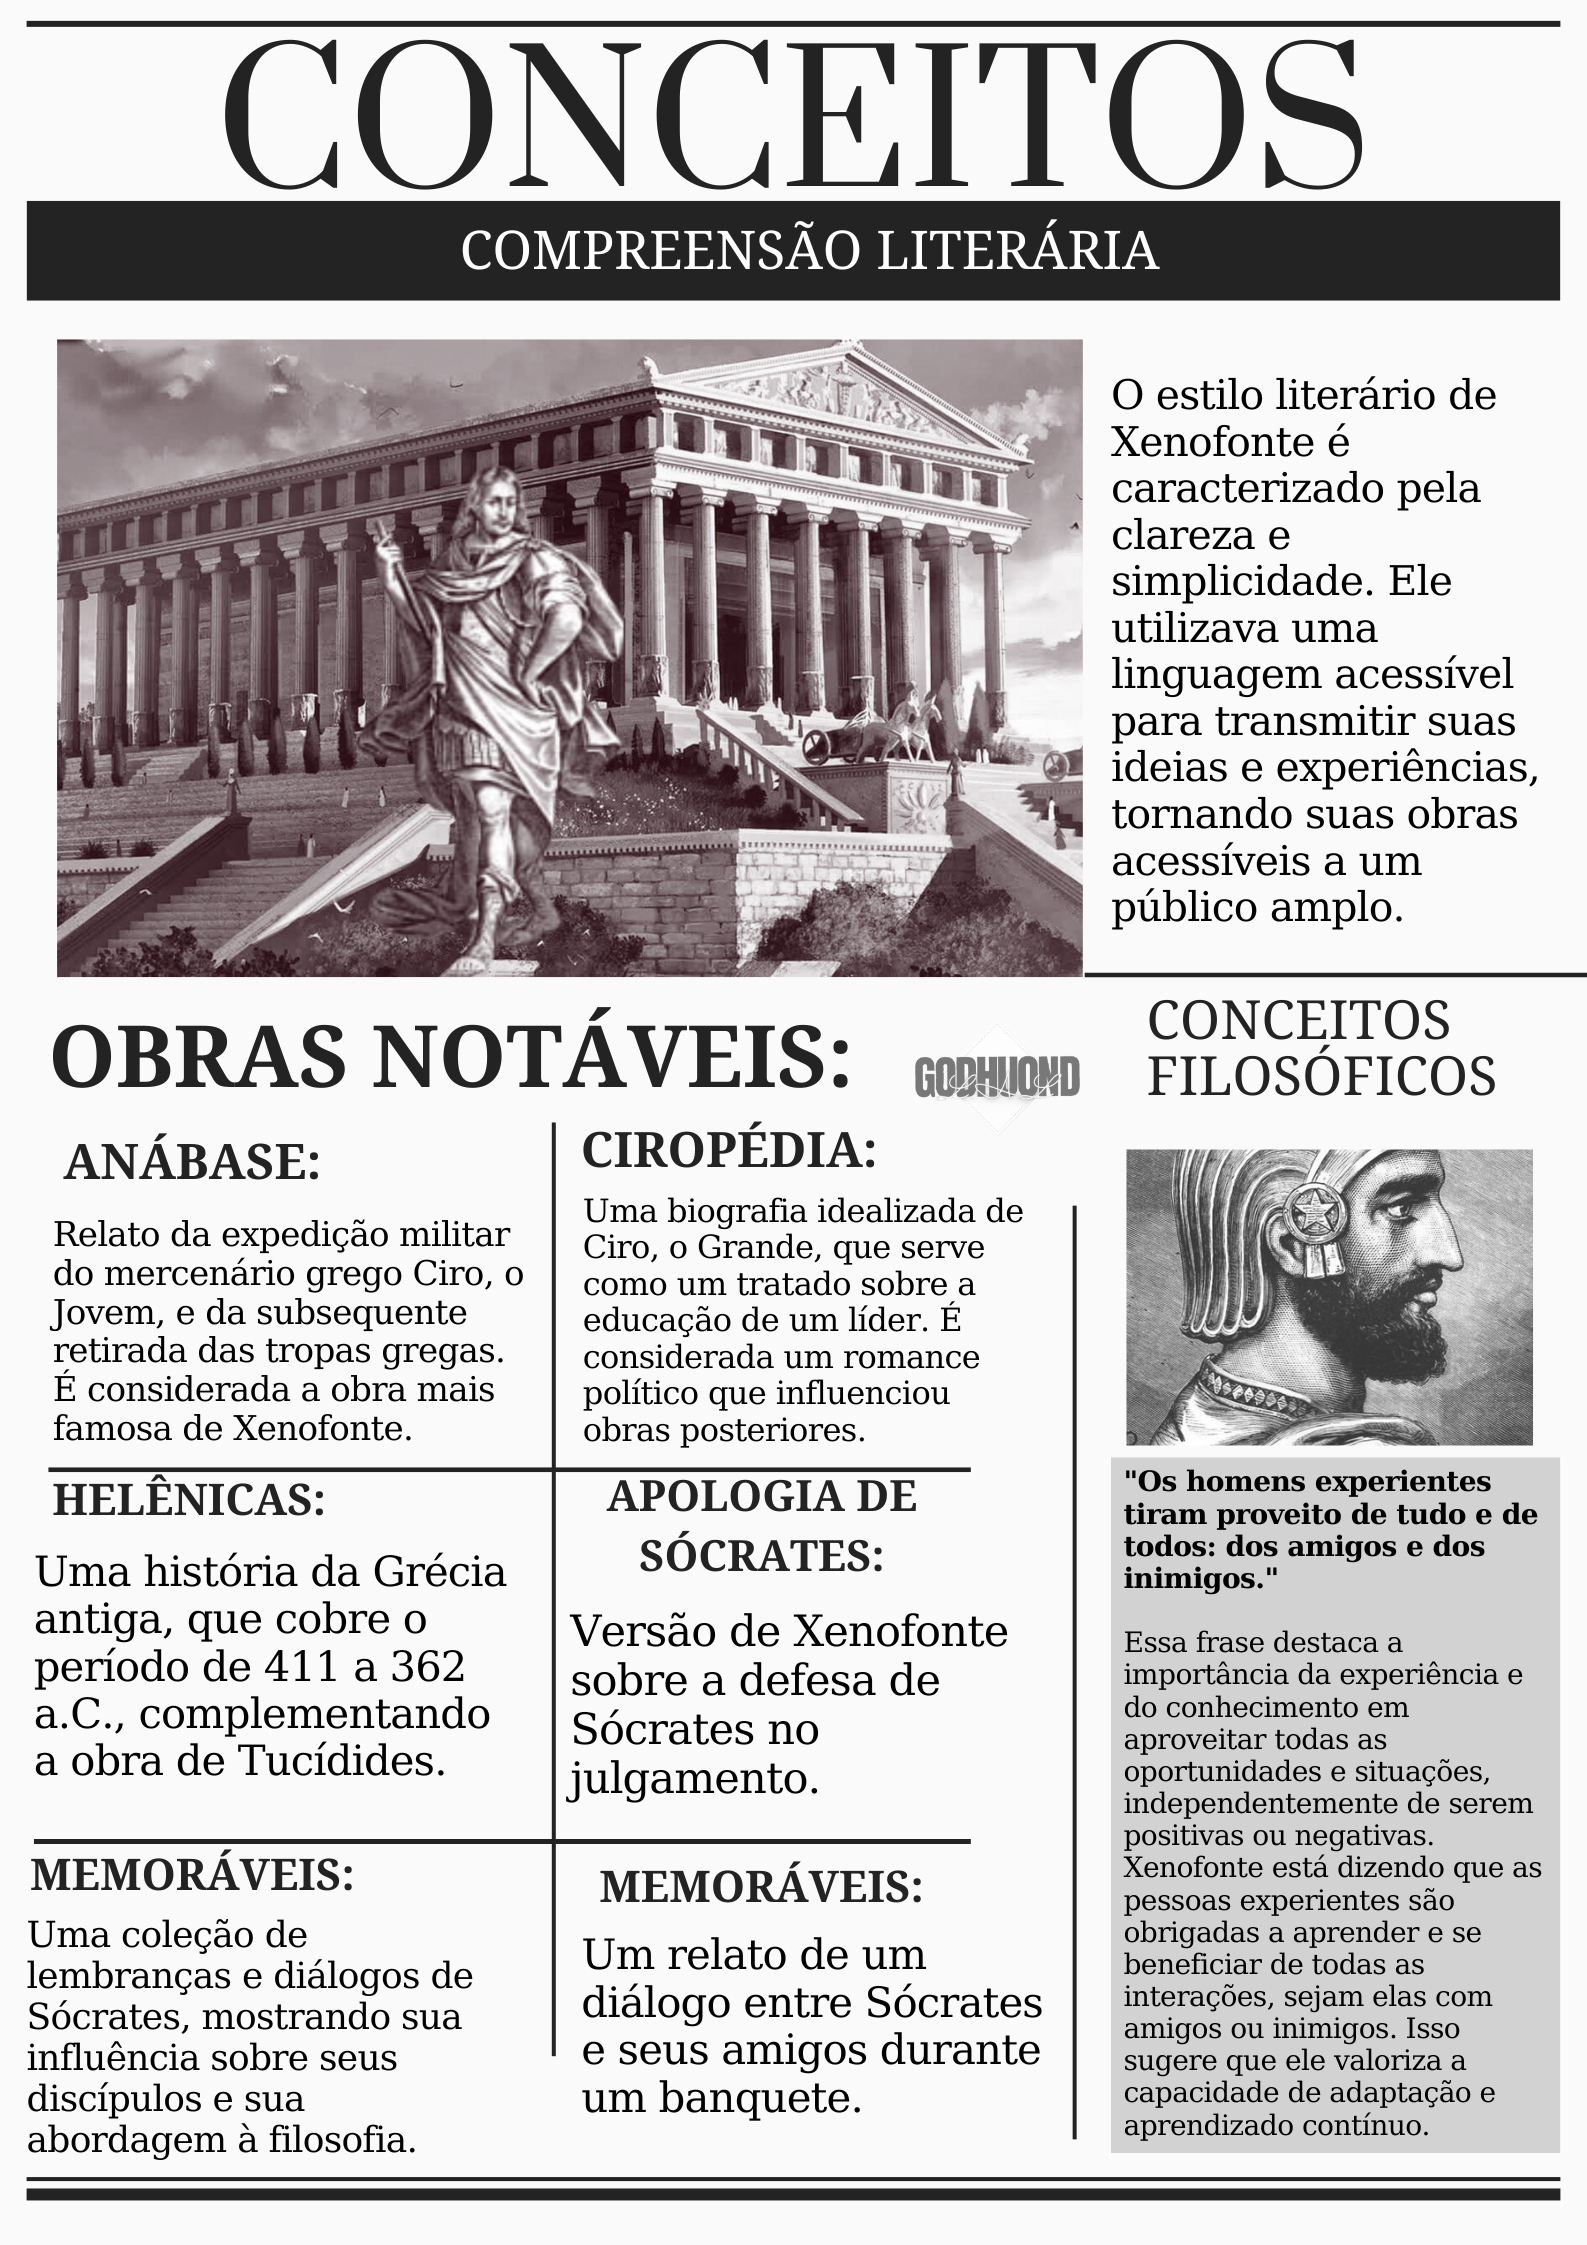 CONCEITOS
COMPREENSÃO LITERÁRIA
O estilo literário de
Xenofonte é
caracterizado pela
clareza e
simplicidade. Ele
utilizava uma
linguagem acessível
para transmitir suas
ideias e experiências,
tornando suas obras
acessíveis a um
público amplo.
OBRAS NOTÁVEIS:
GODHUOND
ANÁBASE:
Relato da expedição militar
do mercenário grego Ciro, o
Jovem, e da subsequente
retirada das tropas gregas.
É considerada a obra mais
famosa de Xenofonte.
CIROPÉDIA:
Uma biografia idealizada de
Ciro, o Grande, que serve
como um tratado sobre a
educação de um líder. É
considerada um romance
político que influenciou
obras posteriores.
HELÊNICAS:
Uma história da Grécia
antiga, que cobre o
período de 411 a 362
a.C., complementando
a obra de Tucídides.
APOLOGIA DE
SÓCRATES:
Versão de Xenofonte
sobre a defesa de
Sócrates no
julgamento.
MEMORÁVEIS:
Uma coleção de
lembranças e diálogos de
Sócrates, mostrando sua
influência sobre seus
discípulos e sua
abordagem à filosofia.
MEMORÁVEIS:
Um relato de um
diálogo entre Sócrates
e seus amigos durante
um banquete.
CONCEITOS
FILOSÓFICOS
"Os homens experientes
tiram proveito de tudo e de
todos: dos amigos e dos
inimigos."
Essa frase destaca a
importância da experiência e
do conhecimento em
aproveitar todas as
oportunidades e situações,
independentemente de serem
positivas ou negativas.
Xenofonte está dizendo que as
pessoas experientes são
obrigadas a aprender e se
beneficiar de todas as
interações, sejam elas com
amigos ou inimigos. Isso
sugere que ele valoriza a
capacidade de adaptação e
aprendizado contínuo.